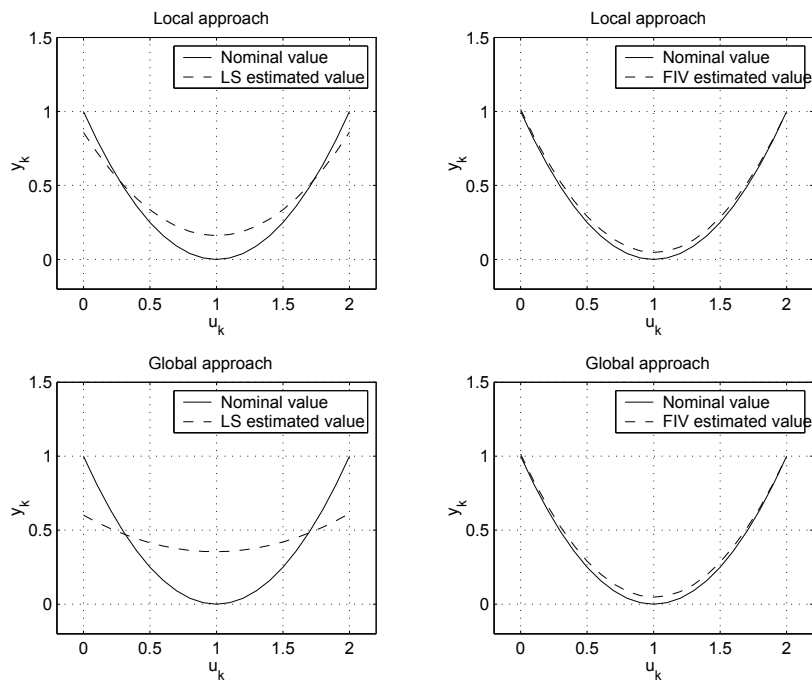 Local approach
1.5
1
0.5
0
y_k
0 0.5 1 1.5 2
u_k
Nominal value
LS estimated value
Local approach
1.5
1
0.5
0
y_k
0 0.5 1 1.5 2
u_k
Nominal value
FIV estimated value
Global approach
1.5
1
0.5
0
y_k
0 0.5 1 1.5 2
u_k
Nominal value
LS estimated value
Global approach
1.5
1
0.5
0
y_k
0 0.5 1 1.5 2
u_k
Nominal value
FIV estimated value